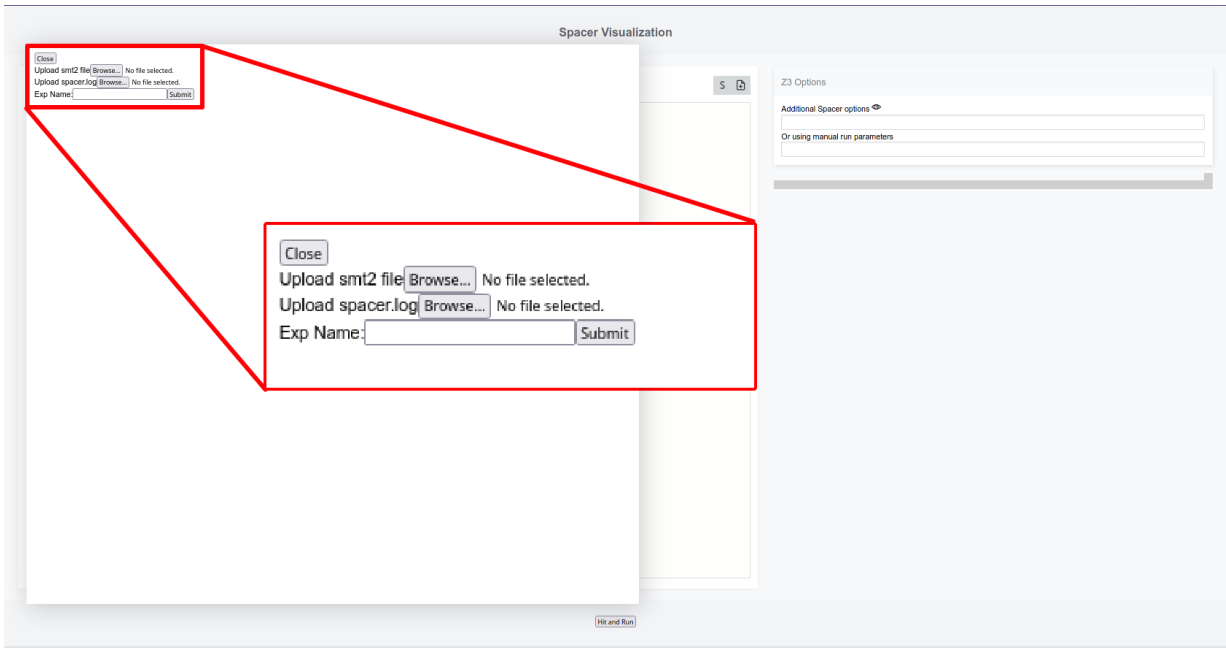 Spacer Visualization
Close
Upload smt2 file Browse... No file selected.
Upload spacer.log Browse... No file selected.
Exp Name: Submit
S
Z3 Options
Additional Spacer options
Or using manual run parameters
Close
Upload smt2 file Browse... No file selected.
Upload spacer.log Browse... No file selected.
Exp Name: Submit
Hit and Run